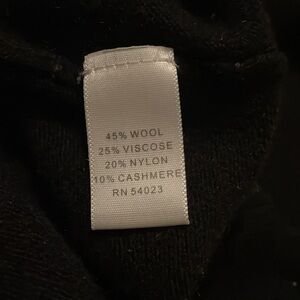 45% WOOL
25% VISCOSE
20% NYLON
10% CASHMERE
RN 54023